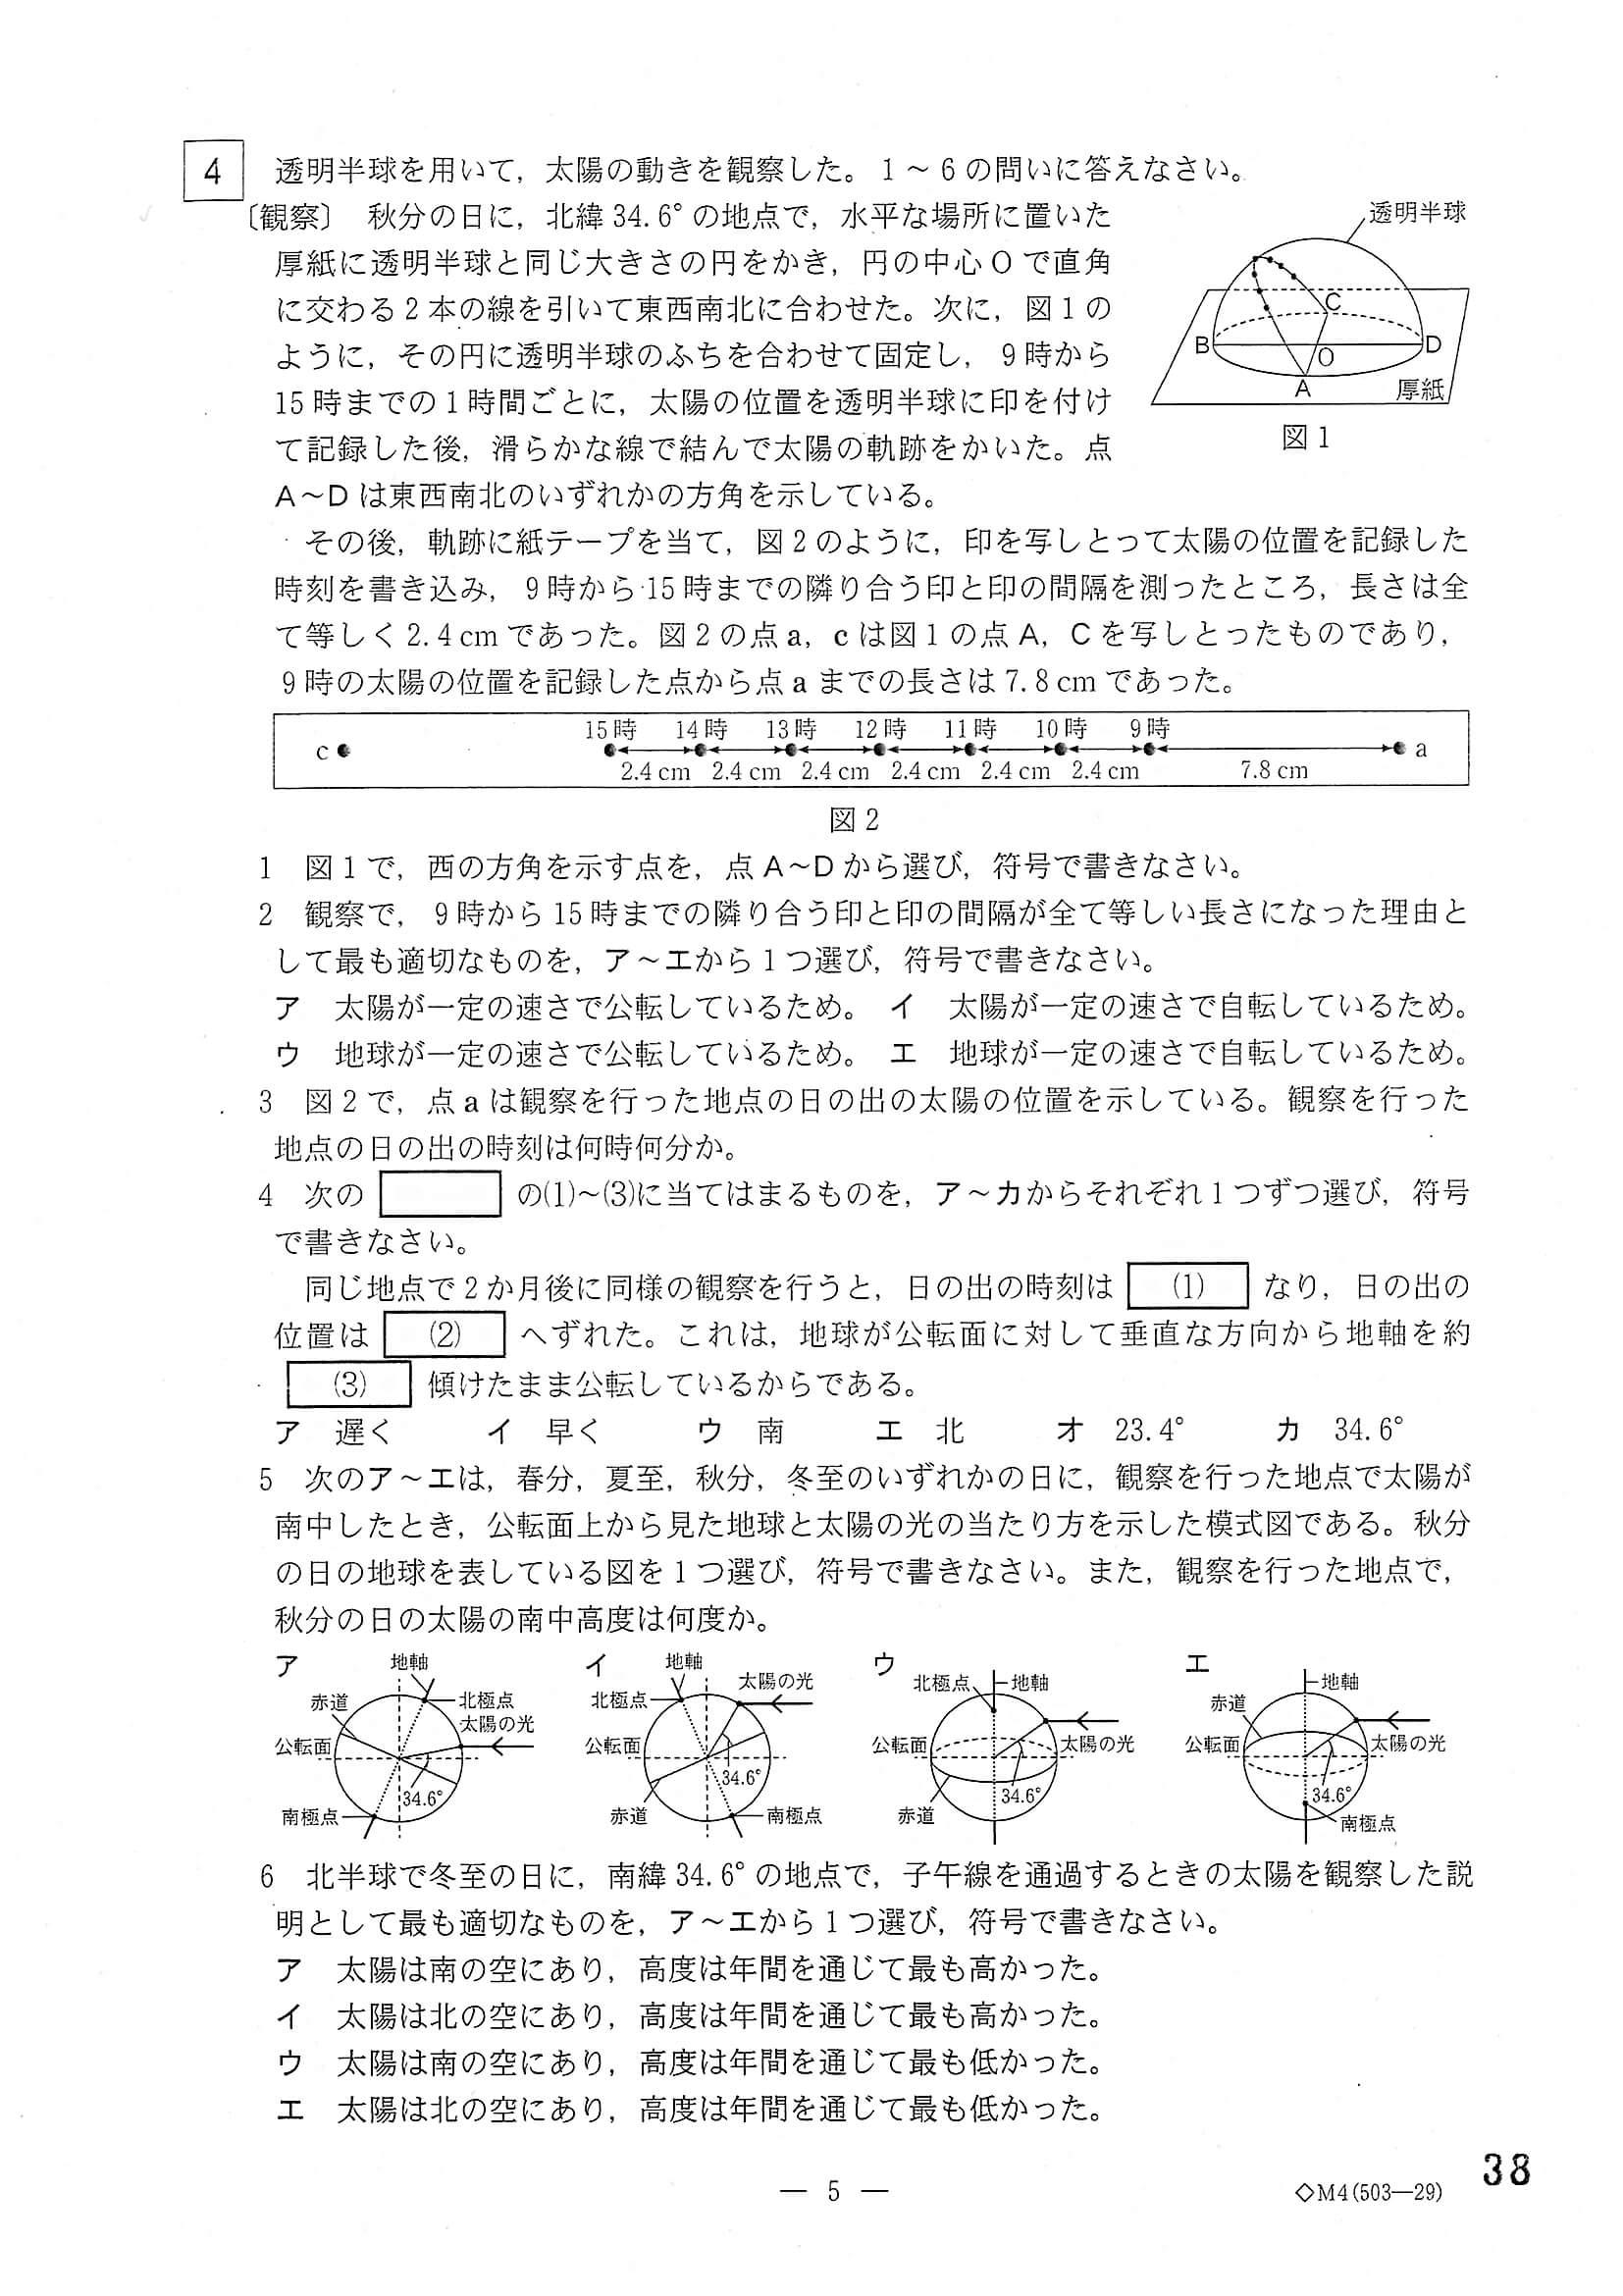 4 透明半球を用いて，太陽の動きを観察した。1～6の問いに答えなさい。
〔観察〕 秋分の日に，北緯34.6°の地点で，水平な場所に置いた
厚紙に透明半球と同じ大きさの円をかき，円の中心Oで直角
に交わる2本の線を引いて東西南北に合わせた。次に，図1の
ように，その円に透明半球のふちを合わせて固定し，9時から
15時までの1時間ごとに，太陽の位置を透明半球に印を付け
て記録した後，滑らかな線で結んで太陽の軌跡をかいた。点
A～Dは東西南北のいずれかの方角を示している。
透明半球
C
B
D
O
A
厚紙
図1
その後，軌跡に紙テープを当て，図2のように，印を写しとって太陽の位置を記録した
時刻を書き込み，9時から15時までの隣り合う印と印の間隔を測ったところ，長さは全
て等しく2.4cmであった。図2の点a，cは図1の点A，Cを写しとったものであり，
9時の太陽の位置を記録した点から点aまでの長さは7.8cmであった。
15時 14時 13時 12時 11時 10時 9時
c a
2.4cm 2.4cm 2.4cm 2.4cm 2.4cm 2.4cm 7.8cm
図2
1 図1で，西の方角を示す点を，点A～Dから選び，符号で書きなさい。
2 観察で，9時から15時までの隣り合う印と印の間隔が全て等しい長さになった理由と
して最も適切なものを，ア～エから1つ選び，符号で書きなさい。
ア 太陽が一定の速さで公転しているため。 イ 太陽が一定の速さで自転しているため。
ウ 地球が一定の速さで公転しているため。 エ 地球が一定の速さで自転しているため。
3 図2で，点aは観察を行った地点の日の出の太陽の位置を示している。観察を行った
地点の日の出の時刻は何時何分か。
4 次の の(1)～(3)に当てはまるものを，ア～カからそれぞれ1つずつ選び，符号
で書きなさい。
同じ地点で2か月後に同様の観察を行うと，日の出の時刻は (1) なり，日の出の
位置は (2) へずれた。これは，地球が公転面に対して垂直な方向から地軸を約
(3) 傾けたまま公転しているからである。
ア 遅く イ 早く ウ 南 エ 北 オ 23.4° カ 34.6°
5 次のア～エは，春分，夏至，秋分，冬至のいずれかの日に，観察を行った地点で太陽が
南中したとき，公転面上から見た地球と太陽の光の当たり方を示した模式図である。秋分
の日の地球を表している図を1つ選び，符号で書きなさい。また，観察を行った地点で，
秋分の日の太陽の南中高度は何度か。
ア
地軸
赤道
北極点
太陽の光
公転面
34.6°
南極点
イ
地軸
太陽の光
北極点
公転面
34.6°
赤道
南極点
ウ
北極点
地軸
公転面
太陽の光
34.6°
赤道
エ
地軸
赤道
公転面
太陽の光
34.6°
南極点
6 北半球で冬至の日に，南緯34.6°の地点で，子午線を通過するときの太陽を観察した説
明として最も適切なものを，ア～エから1つ選び，符号で書きなさい。
ア 太陽は南の空にあり，高度は年間を通じて最も高かった。
イ 太陽は北の空にあり，高度は年間を通じて最も高かった。
ウ 太陽は南の空にあり，高度は年間を通じて最も低かった。
エ 太陽は北の空にあり，高度は年間を通じて最も低かった。
— 5 —
◇M4(503—29)
38